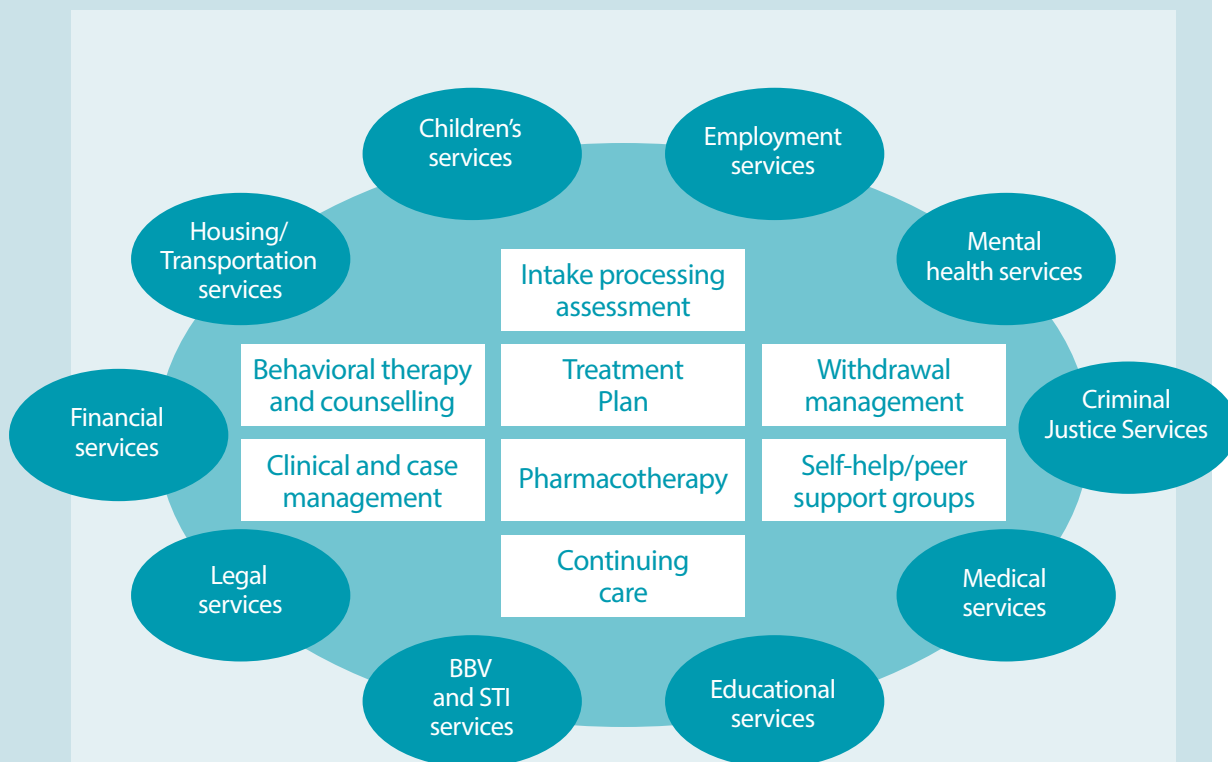 Children's
services
Employment
services
Housing/
Transportation
services
Mental
health services
Intake processing
assessment
Behavioral therapy
and counselling
Treatment
Plan
Withdrawal
management
Financial
services
Criminal
Justice Services
Clinical and case
management
Pharmacotherapy
Self-help/peer
support groups
Legal
services
Continuing
care
Medical
services
BBV
and STI
services
Educational
services